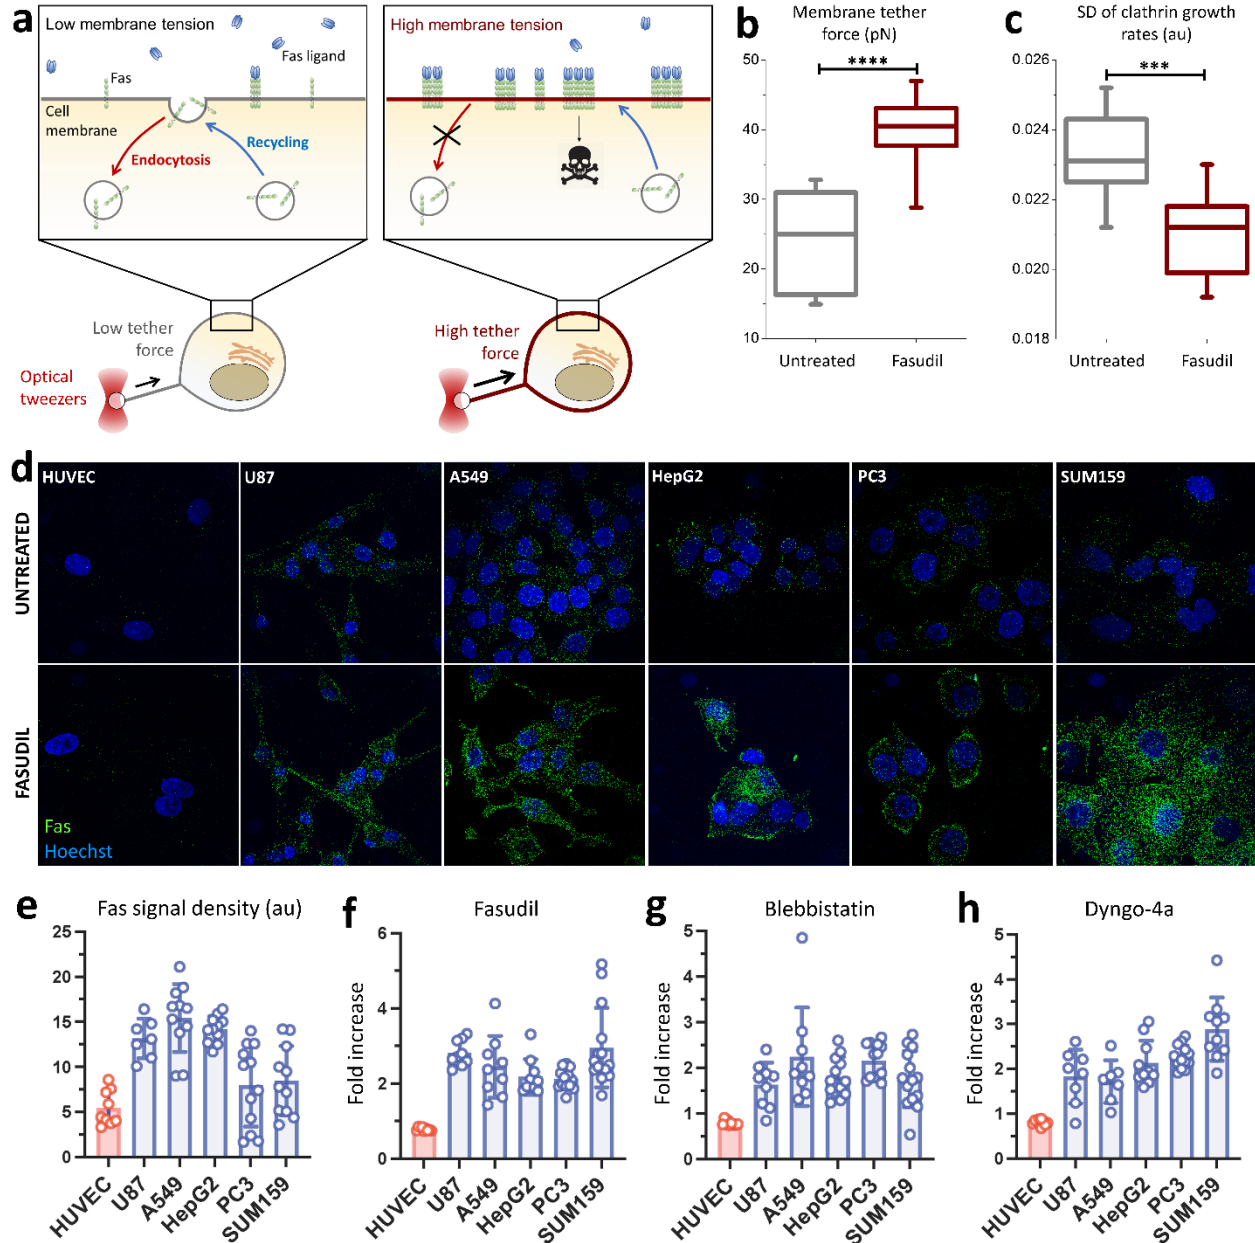 a
Low membrane tension
Fas ligand
Fas
Cell
membrane
Recycling
Endocytosis
High membrane tension
Low tether
force
Optical
tweezers
High tether
force
b
Membrane tether
force (pN)
****
50
40
30
20
10
Untreated
Fasudil
c
SD of clathrin growth
rates (au)
***
0.026
0.024
0.022
0.020
0.018
Untreated
Fasudil
d
HUVEC
U87
A549
HepG2
PC3
SUM159
UNTREATED
FASUDIL
Fas
Hoechst
e
Fas signal density (au)
25
20
15
10
5
0
HUVEC
U87
A549
HepG2
PC3
SUM159
f
Fasudil
Fold increase
6
4
2
0
HUVEC
U87
A549
HepG2
PC3
SUM159
g
Blebbistatin
Fold increase
5
4
3
2
1
0
HUVEC
U87
A549
HepG2
PC3
SUM159
h
Dyngo-4a
Fold increase
5
4
3
2
1
0
HUVEC
U87
A549
HepG2
PC3
SUM159